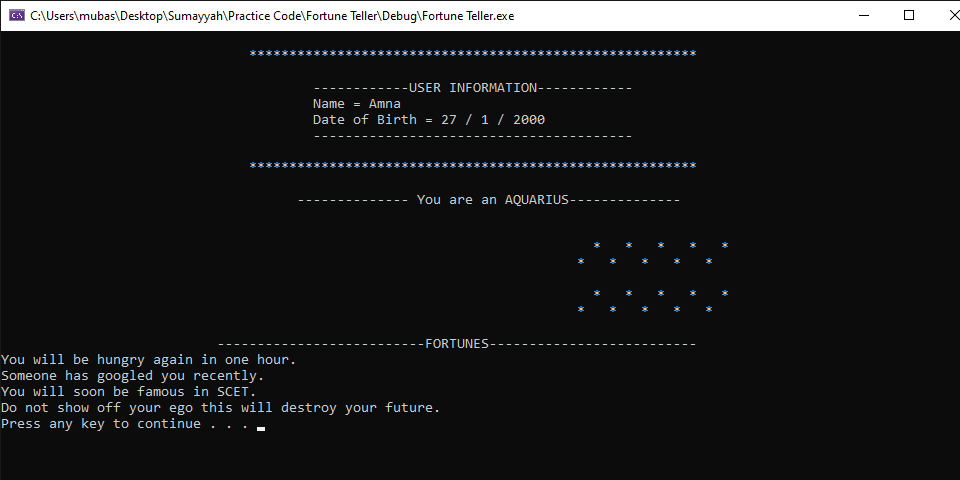 C:\Users\mubas\Desktop\Sumayyah\Practice Code\Fortune Teller\Debug\Fortune Teller.exe
********************************************************
------------USER INFORMATION------------
Name = Amna
Date of Birth = 27 / 1 / 2000
----------------------------------------
********************************************************
-------------- You are an AQUARIUS--------------
* * * * *
* * * * *
* * * * *
* * * * *
--------------------------FORTUNES--------------------------
You will be hungry again in one hour.
Someone has googled you recently.
You will soon be famous in SCET.
Do not show off your ego this will destroy your future.
Press any key to continue . . .